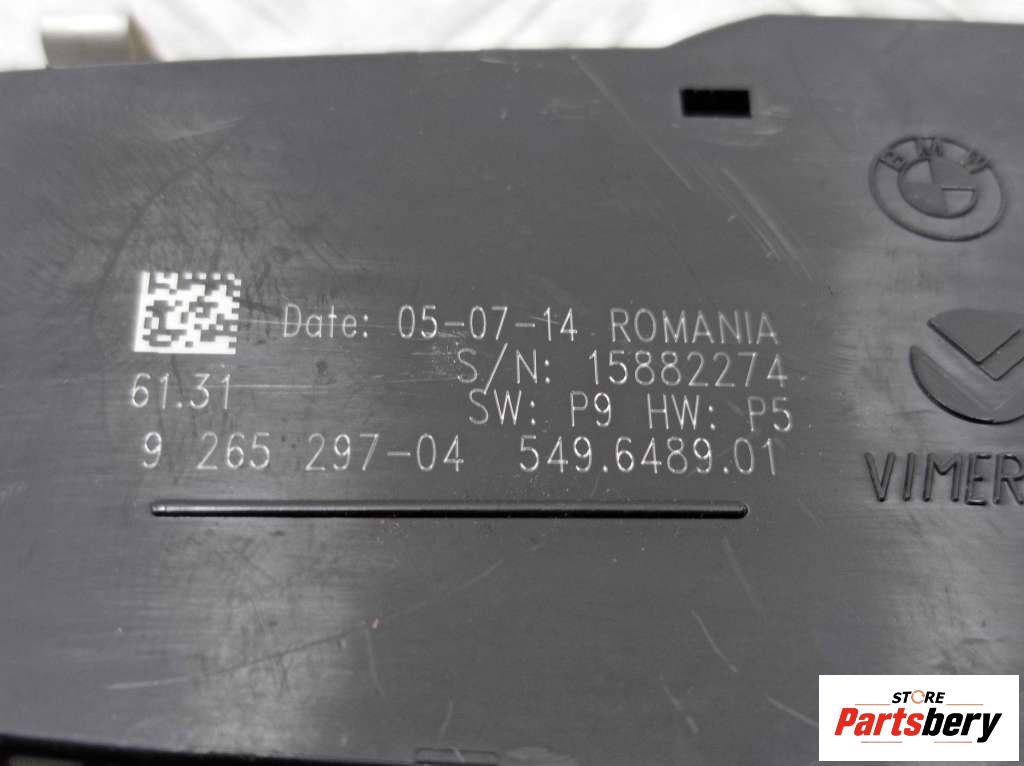 BMW
Date: 05-07-14 ROMANIA
S/N: 15882274
61.31
SW: P9 HW: P5
9 265 297-04 549.6489.01
VIMER
STORE
Partsbery